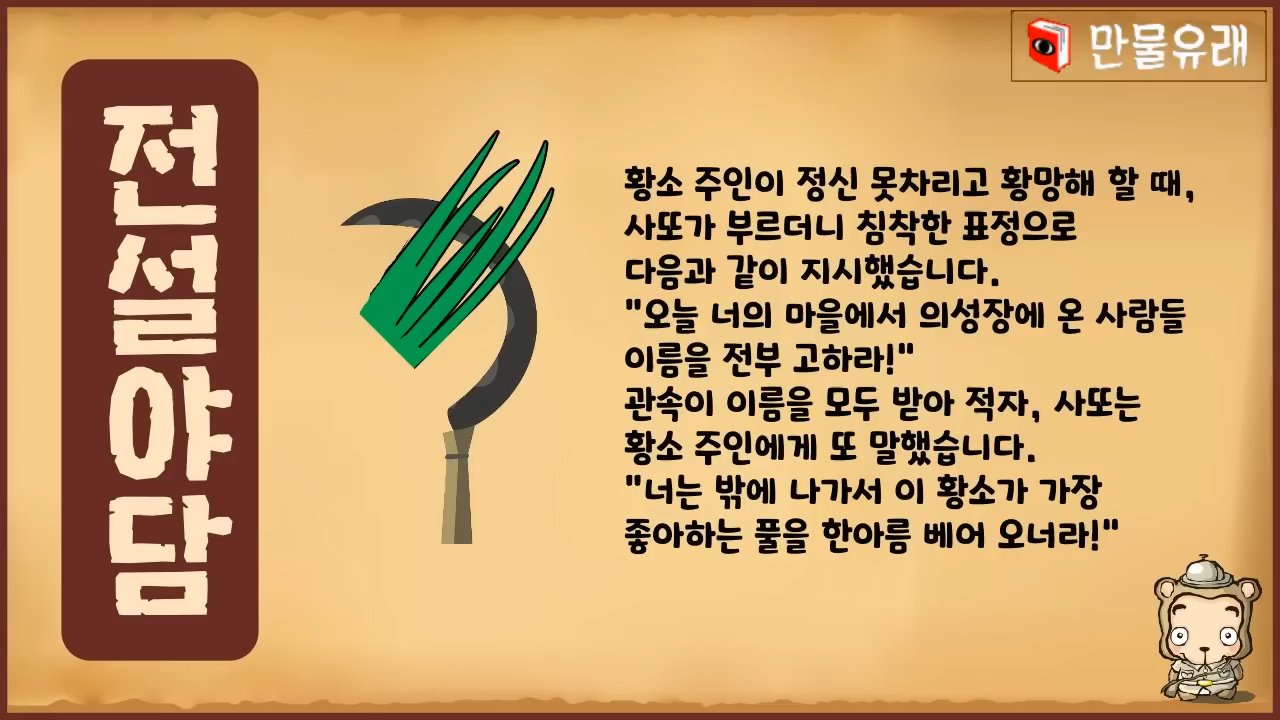 만물유래
전설야담
황소 주인이 정신 못차리고 황망해 할 때,
사또가 부르더니 침착한 표정으로
다음과 같이 지시했습니다.
"오늘 너의 마을에서 의성장에 온 사람들
이름을 전부 고하라!"
관속이 이름을 모두 받아 적자, 사또는
황소 주인에게 또 말했습니다.
"너는 밖에 나가서 이 황소가 가장
좋아하는 풀을 한아름 베어 오너라!"